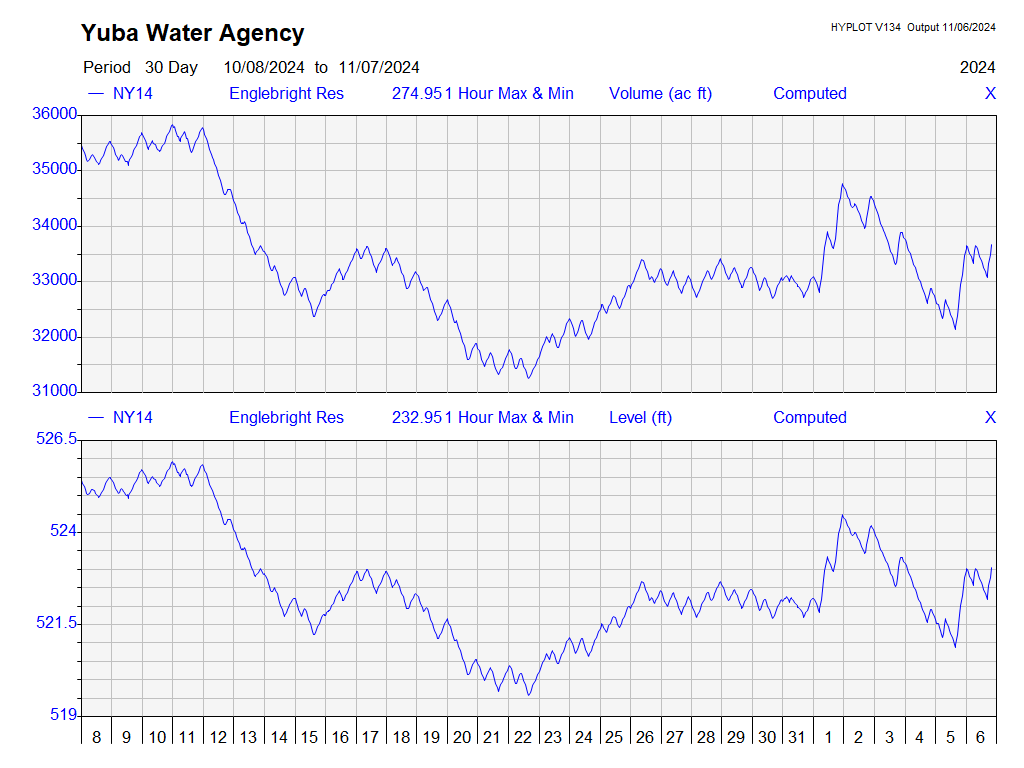 Yuba Water Agency
HYPLOT V134 Output 11/06/2024
Period 30 Day 10/08/2024 to 11/07/2024 2024
NY14 Englebright Res 274.951 Hour Max & Min Volume (ac ft) Computed X
36000
35000
34000
33000
32000
31000
NY14 Englebright Res 232.951 Hour Max & Min Level (ft) Computed X
526.5
524
521.5
519
8 9 10 11 12 13 14 15 16 17 18 19 20 21 22 23 24 25 26 27 28 29 30 31 1 2 3 4 5 6